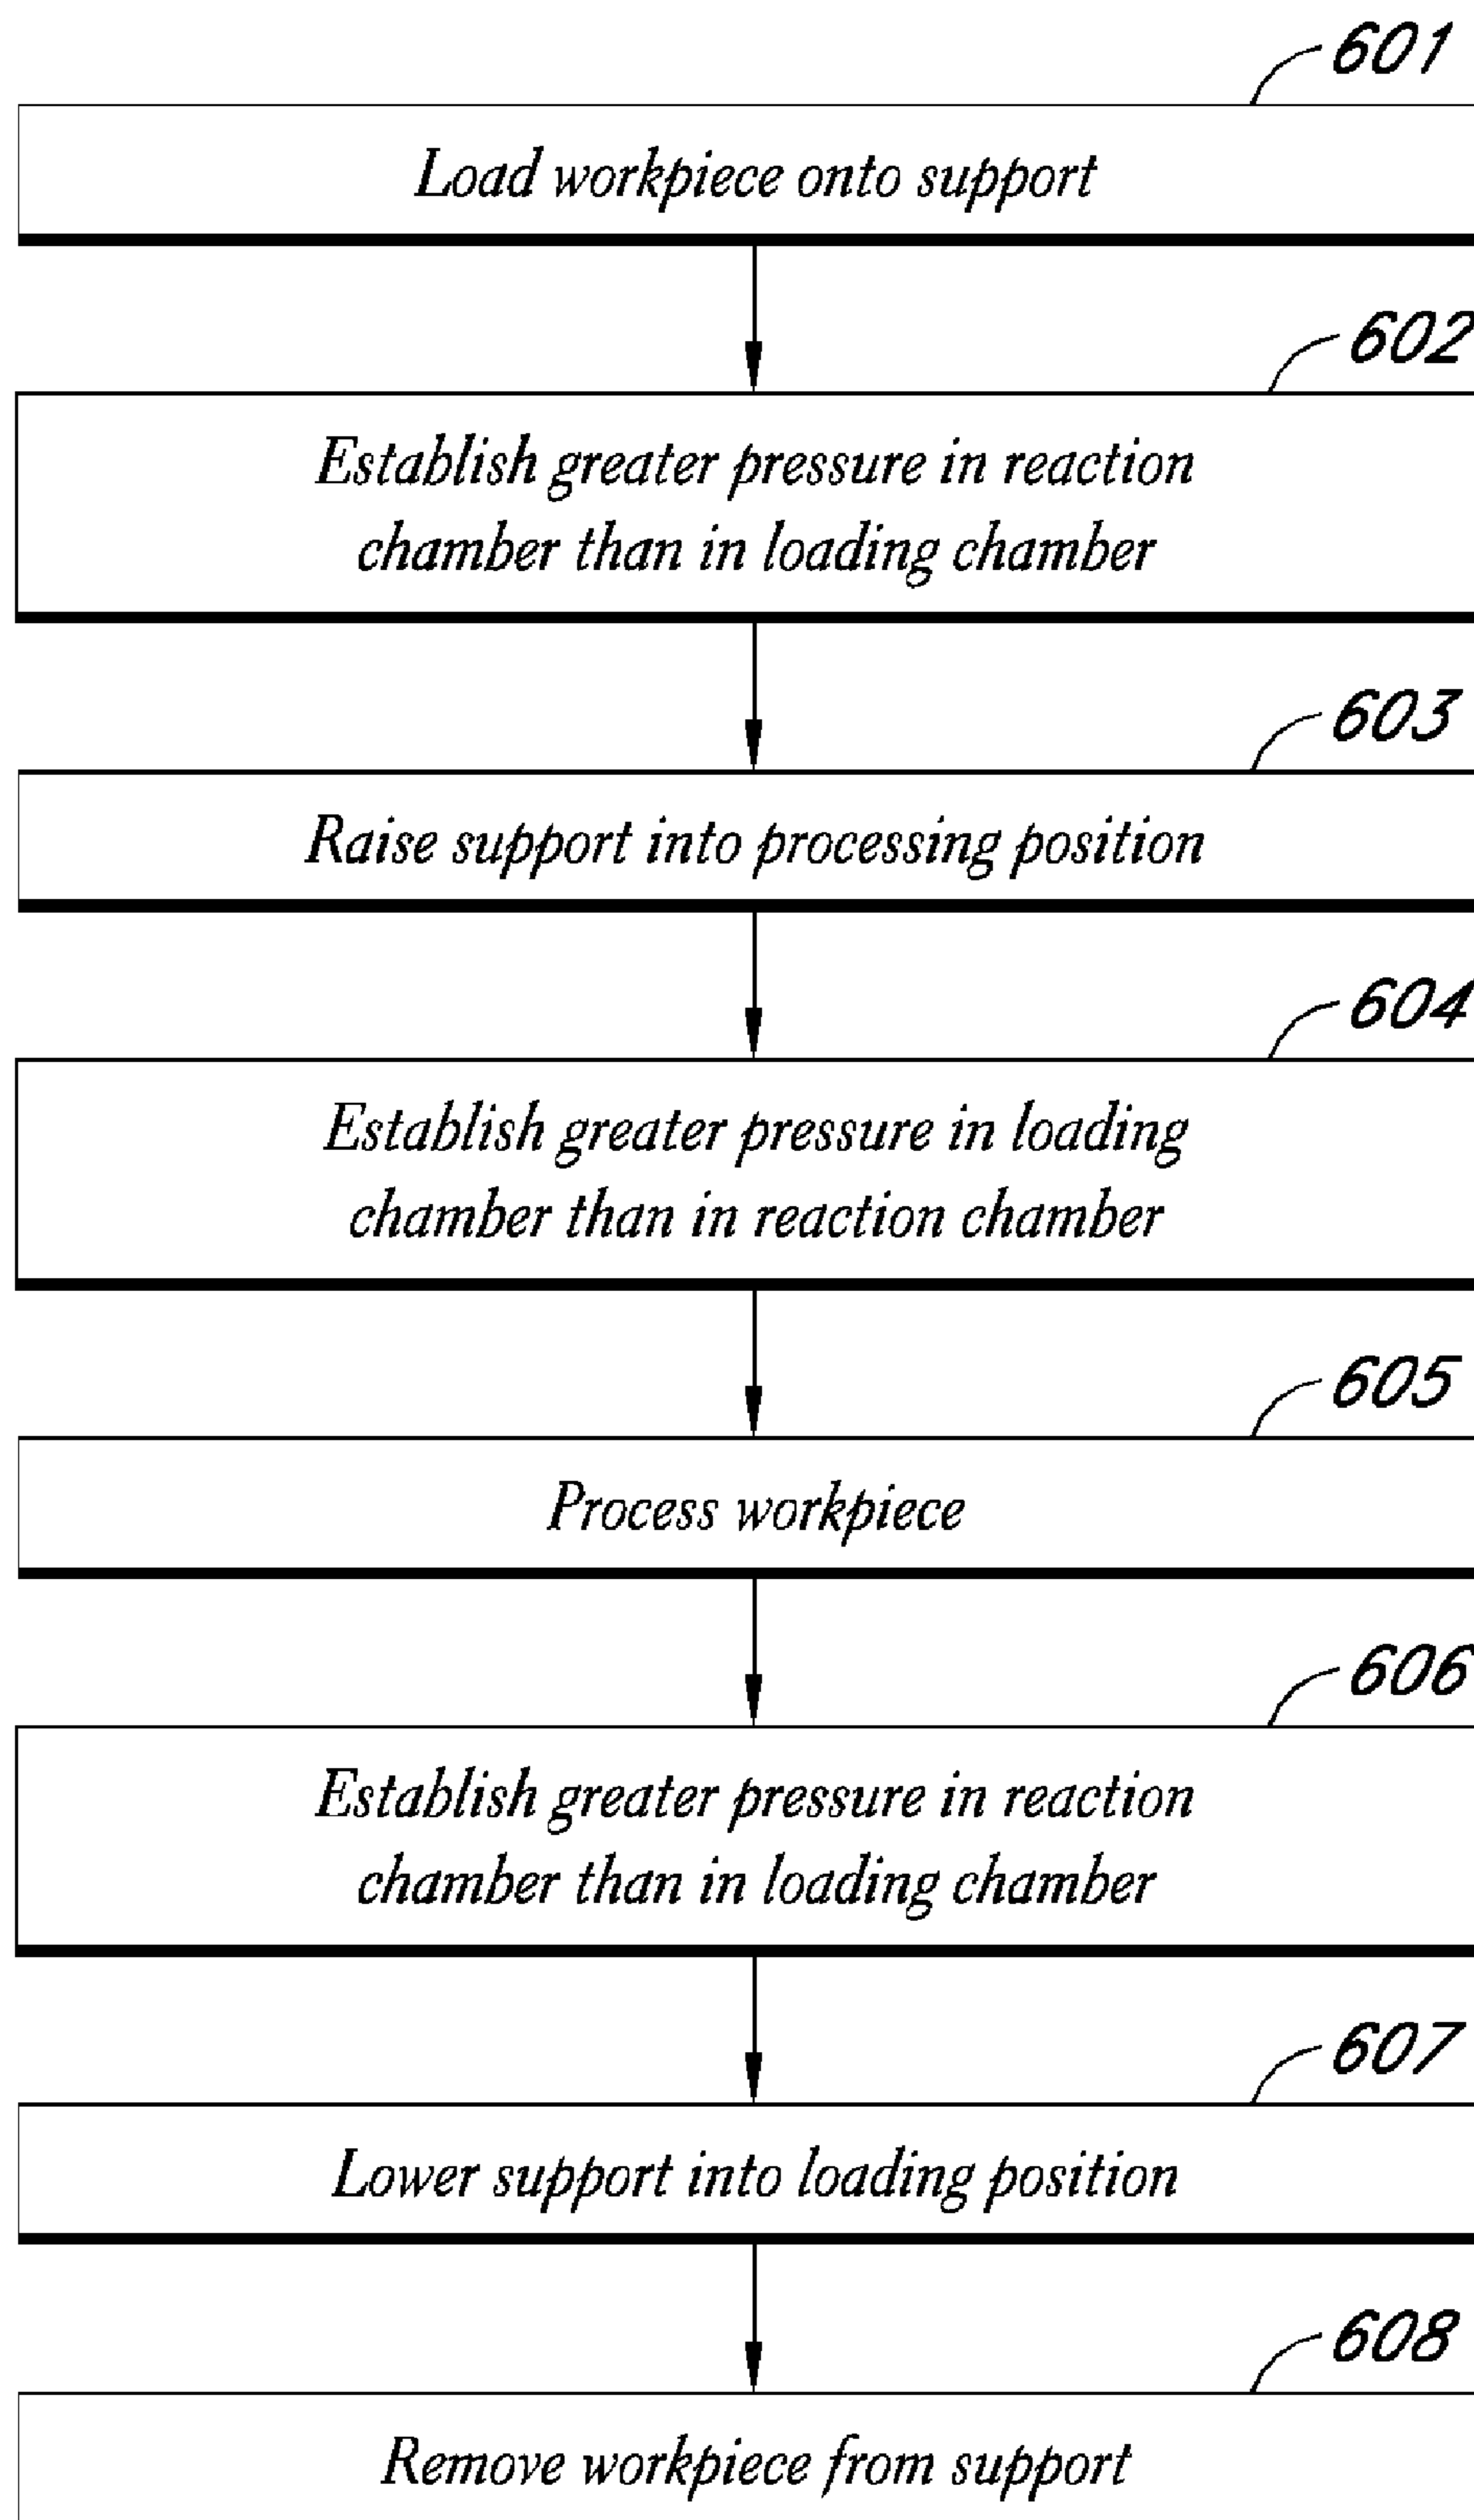 601
Load workpiece onto support
602
Establish greater pressure in reaction
chamber than in loading chamber
603
Raise support into processing position
604
Establish greater pressure in loading
chamber than in reaction chamber
605
Process workpiece
606
Establish greater pressure in reaction
chamber than in loading chamber
607
Lower support into loading position
608
Remove workpiece from support